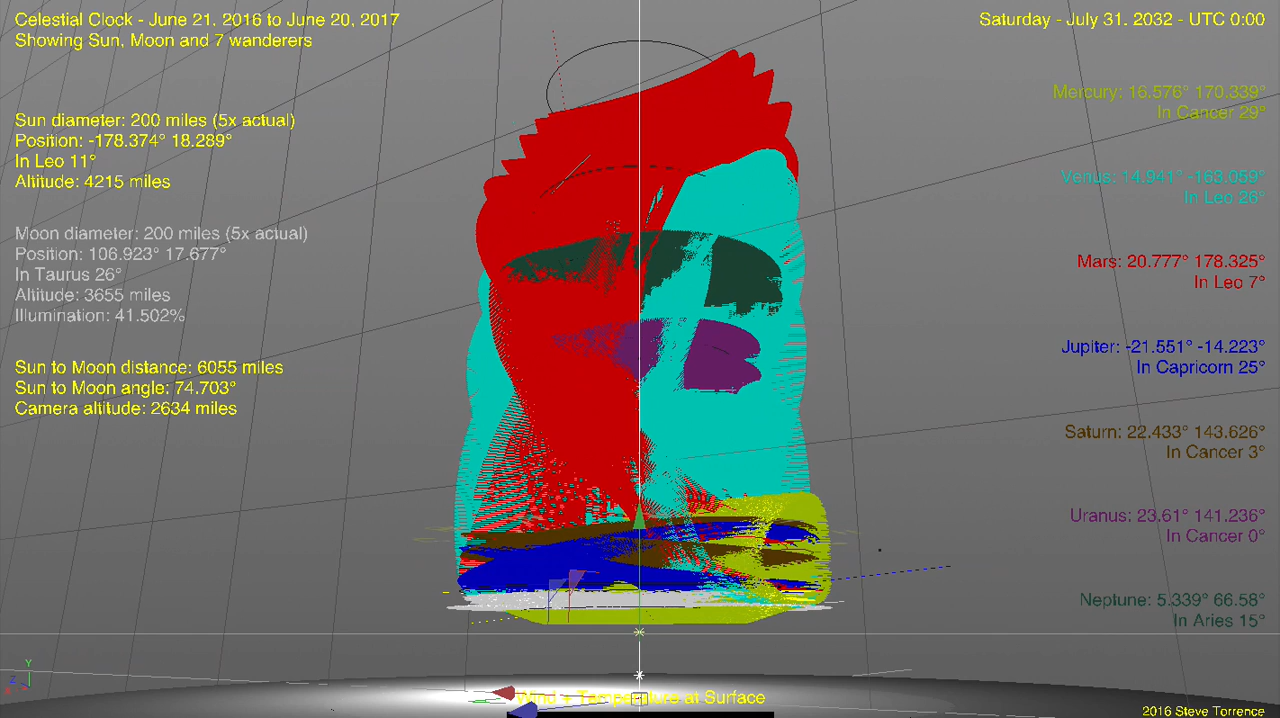 Celestial Clock - June 21, 2016 to June 20, 2017
Showing Sun, Moon and 7 wanderers
Saturday - July 31. 2032 - UTC 0:00
Sun diameter: 200 miles (5x actual)
Position: -178.374° 18.289°
In Leo 11°
Altitude: 4215 miles
Moon diameter: 200 miles (5x actual)
Position: 106.923° 17.677°
In Taurus 26°
Altitude: 3655 miles
Illumination: 41.502%
Sun to Moon distance: 6055 miles
Sun to Moon angle: 74.703°
Camera altitude: 2634 miles
Mercury: 16.576° 170.339°
In Cancer 29°
Venus: 14.941° -163.059°
In Leo 26°
Mars: 20.777° 178.325°
In Leo 7°
Jupiter: -21.551° -14.223°
In Capricorn 25°
Saturn: 22.433° 143.626°
In Cancer 3°
Uranus: 23.61° 141.236°
In Cancer 0°
Neptune: 5.339° 66.58°
In Aries 15°
Y
Z
X
Wind + Temperature at Surface
2016 Steve Torrence